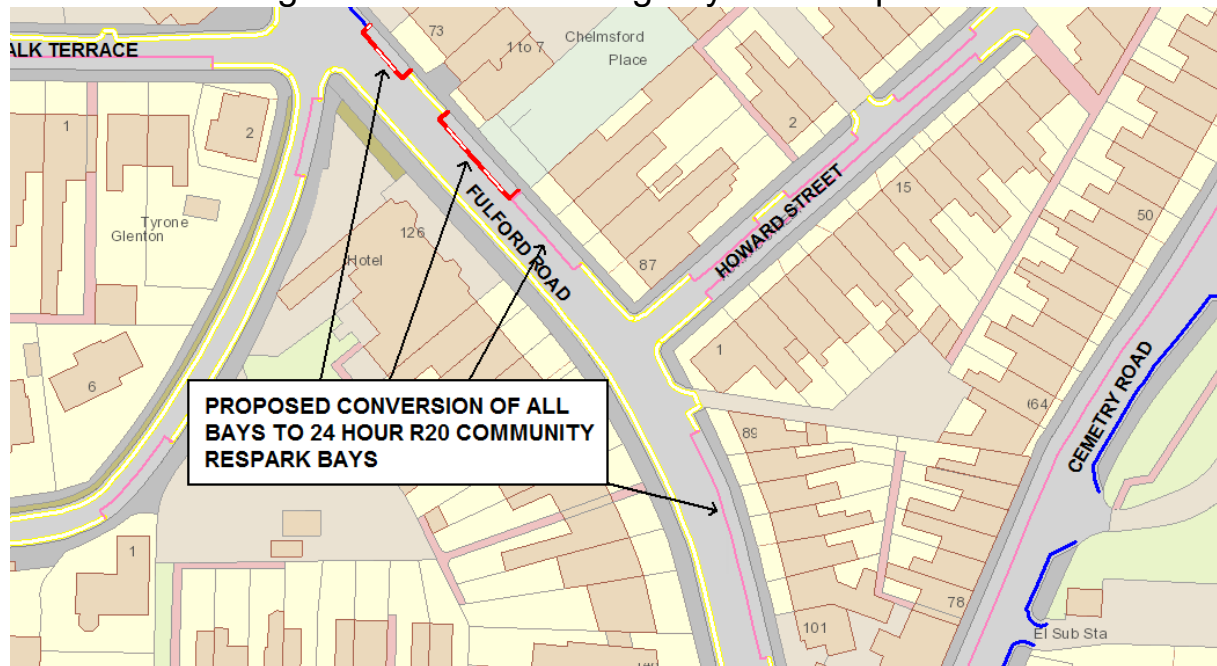 73
1 to 7
Chelmsford
Place
ALK TERRACE
1
2
2
15
50
Tyrone
Glenton
126
Hotel
FULFORD ROAD
HOWARD STREET
87
1
6
PROPOSED CONVERSION OF ALL
BAYS TO 24 HOUR R20 COMMUNITY
RESPARK BAYS
(64
CEMETRY ROAD
89
1
78
101
El Sub Sta